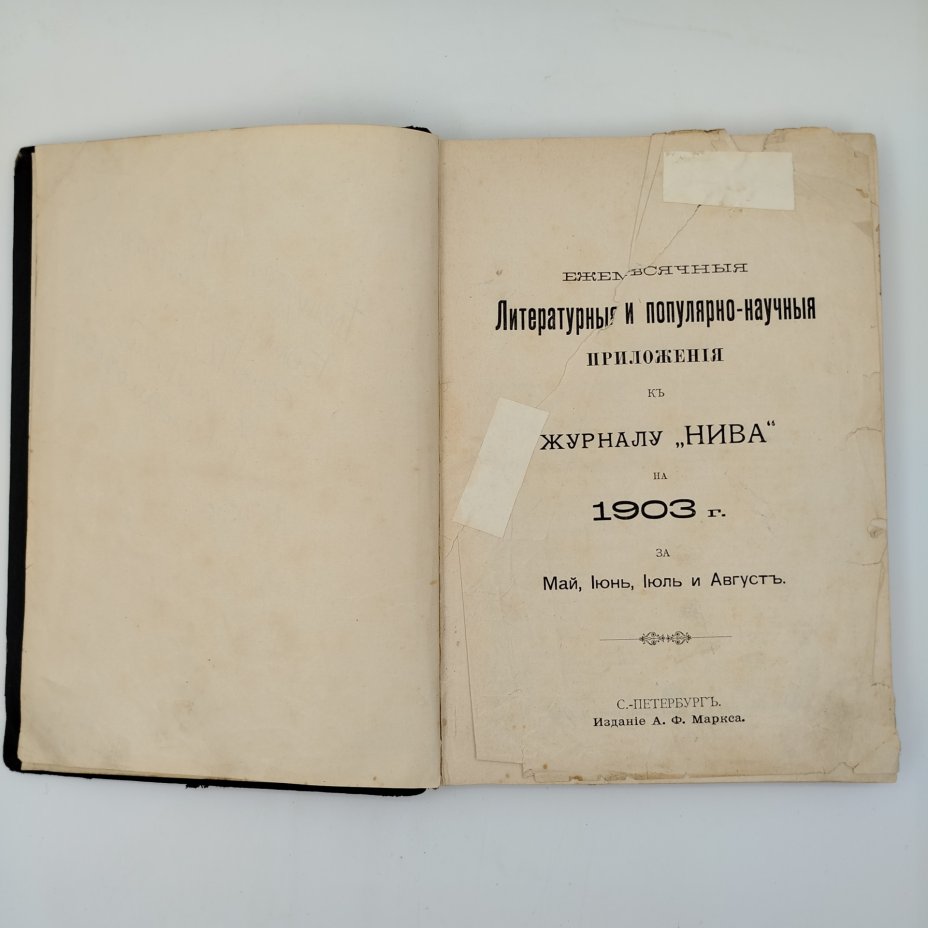 ЕЖЕМѢСЯЧНЫЯ
Литературныя и популярно-научныя
ПРИЛОЖЕНІЯ
КЪ
ЖУРНАЛУ „НИВА“
НА
1903 г.
ЗА
Май, Іюнь, Іюль и Августъ.
С.-ПЕТЕРБУРГЪ.
Изданіе А. Ф. Маркса.